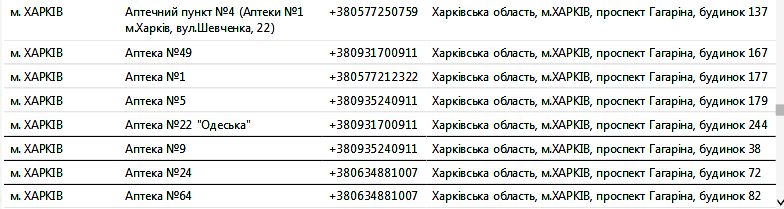 м. ХАРКІВ Аптечний пункт №4 (Аптеки №1 +380577250759 Харківська область, м.ХАРКІВ, проспект Гагаріна, будинок 137
м.Харків, вул.Шевченка, 22)
м. ХАРКІВ Аптека №49 +380931700911 Харківська область, м.ХАРКІВ, проспект Гагаріна, будинок 167
м. ХАРКІВ Аптека №1 +380577212322 Харківська область, м.ХАРКІВ, проспект Гагаріна, будинок 177
м. ХАРКІВ Аптека №5 +380935240911 Харківська область, м.ХАРКІВ, проспект Гагаріна, будинок 179
м. ХАРКІВ Аптека №22 "Одеська" +380931700911 Харківська область, м.ХАРКІВ, проспект Гагаріна, будинок 244
м. ХАРКІВ Аптека №9 +380935240911 Харківська область, м.ХАРКІВ, проспект Гагаріна, будинок 38
м. ХАРКІВ Аптека №24 +380634881007 Харківська область, м.ХАРКІВ, проспект Гагаріна, будинок 72
м. ХАРКІВ Аптека №64 +380634881007 Харківська область, м.ХАРКІВ, проспект Гагаріна, будинок 82